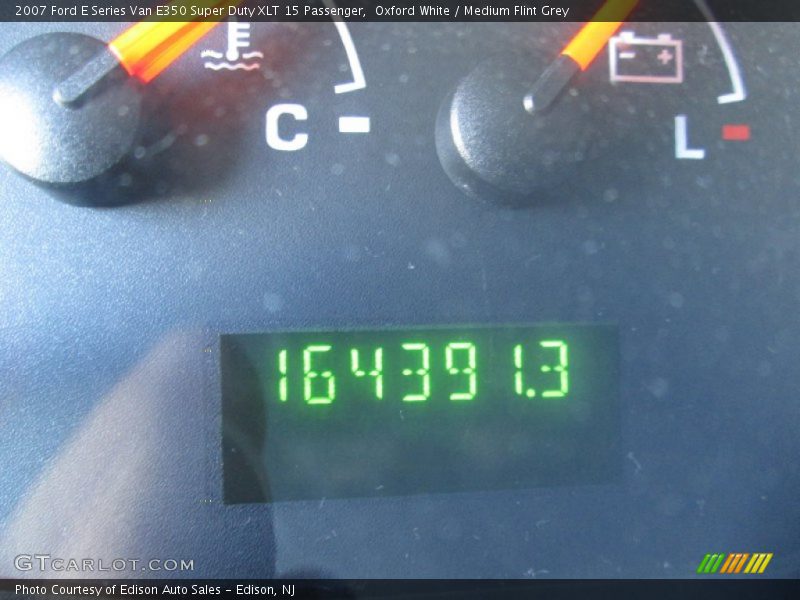 2007 Ford E Series Van E350 Super Duty XLT 15 Passenger,  Oxford White / Medium Flint Grey
E
C
L
164391.3
GTCARLOT.COM
Photo Courtesy of Edison Auto Sales - Edison, NJ